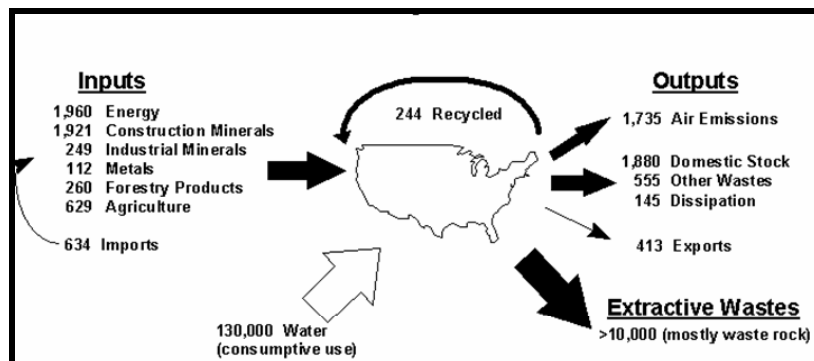 Inputs
1,960 Energy
1,921 Construction Minerals
249 Industrial Minerals
112 Metals
260 Forestry Products
629 Agriculture
634 Imports
130,000 Water
(consumptive use)
244 Recycled
Outputs
1,735 Air Emissions
1,880 Domestic Stock
555 Other Wastes
145 Dissipation
413 Exports
Extractive Wastes
>10,000 (mostly waste rock)